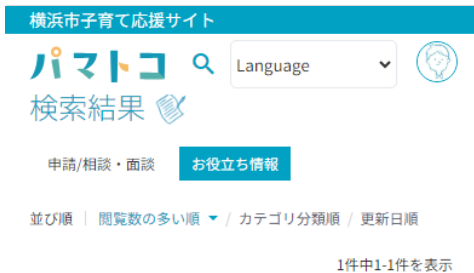 横浜市子育て応援サイト
パマトコ
Language
検索結果
申請/相談・面談
お役立ち情報
並び順 | 閲覧数の多い順 ▼ / カテゴリ分類順 / 更新日順
1件中1-1件を表示